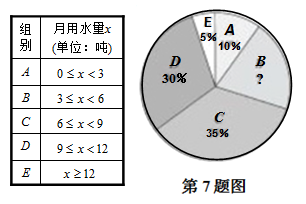 组别 月用水量x (单位：吨)
A 0≤x<3
B 3≤x<6
C 6≤x<9
D 9≤x<12
E x≥12
E 5%
A 10%
B ?
D 30%
C 35%
第7题图